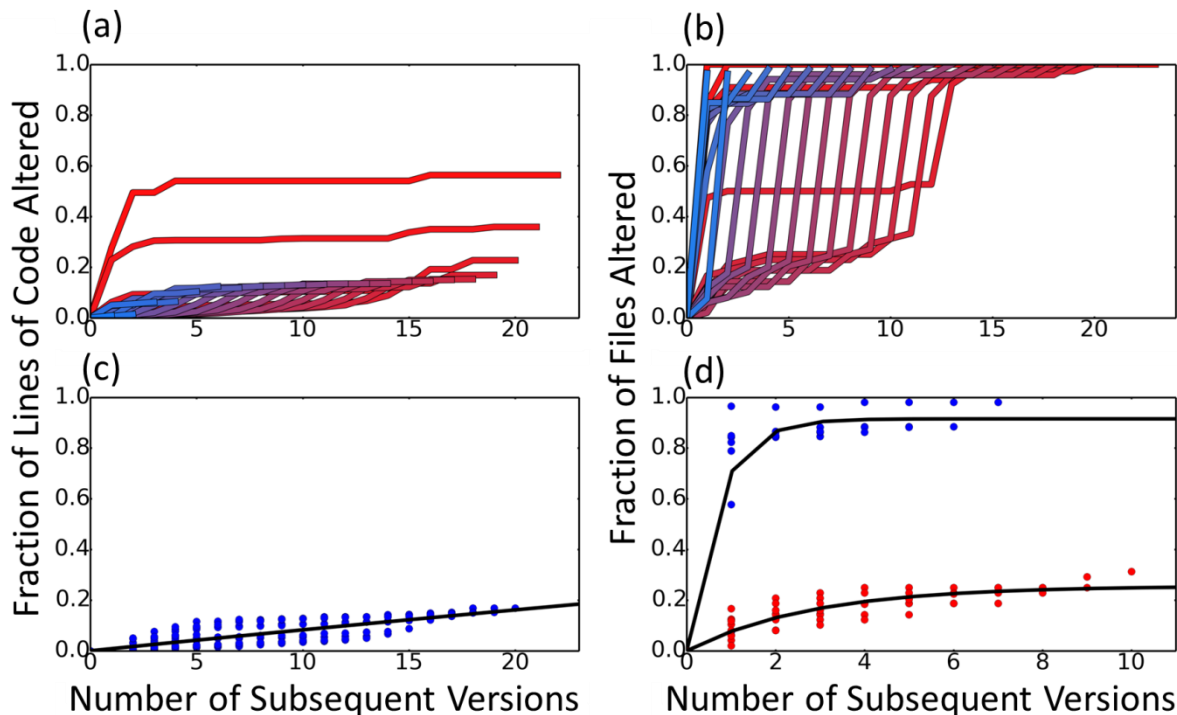 (a)
(b)
Fraction of Lines of Code Altered
Fraction of Files Altered
1.0
0.8
0.6
0.4
0.2
0.0
0 5 10 15 20
1.0
0.8
0.6
0.4
0.2
0.0
0 5 10 15 20
(c)
(d)
1.0
0.8
0.6
0.4
0.2
0.0
0 5 10 15 20
1.0
0.8
0.6
0.4
0.2
0.0
0 2 4 6 8 10
Number of Subsequent Versions
Number of Subsequent Versions